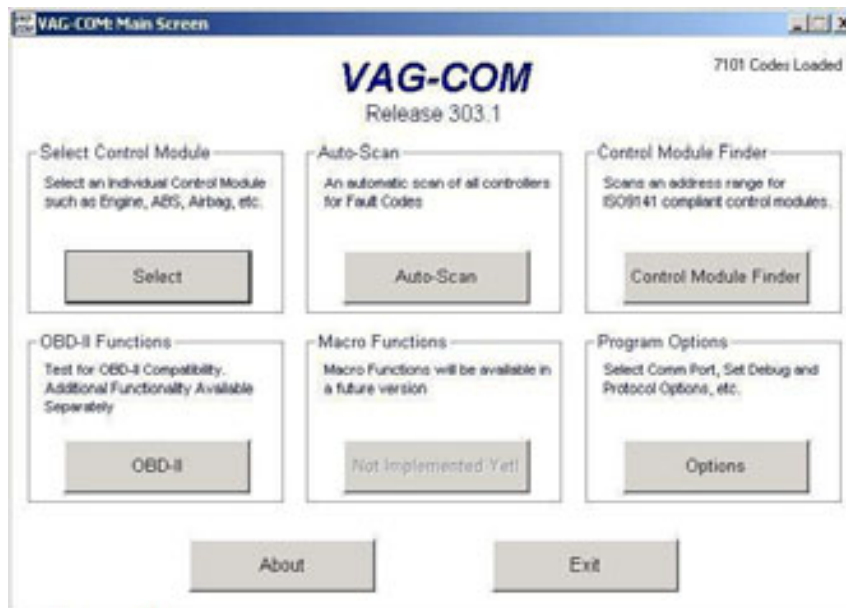 VAG-COM: Main Screen
VAG-COM
7101 Codes Loaded
Release 303.1
Select Control Module
Select an Individual Control Module
such as Engine, ABS, Airbag, etc.
Select
Auto-Scan
An automatic scan of all controllers
for Fault Codes
Auto-Scan
Control Module Finder
Scans an address range for
ISO9141 compliant control modules.
Control Module Finder
OBD-II Functions
Test for OBD-II Compatibility.
Additional Functionality Available
Separately
OBD-II
Macro Functions
Macro Functions will be available in
a future version
Not Implemented Yet!
Program Options
Select Comm Port, Set Debug and
Protocol Options, etc.
Options
About
Exit